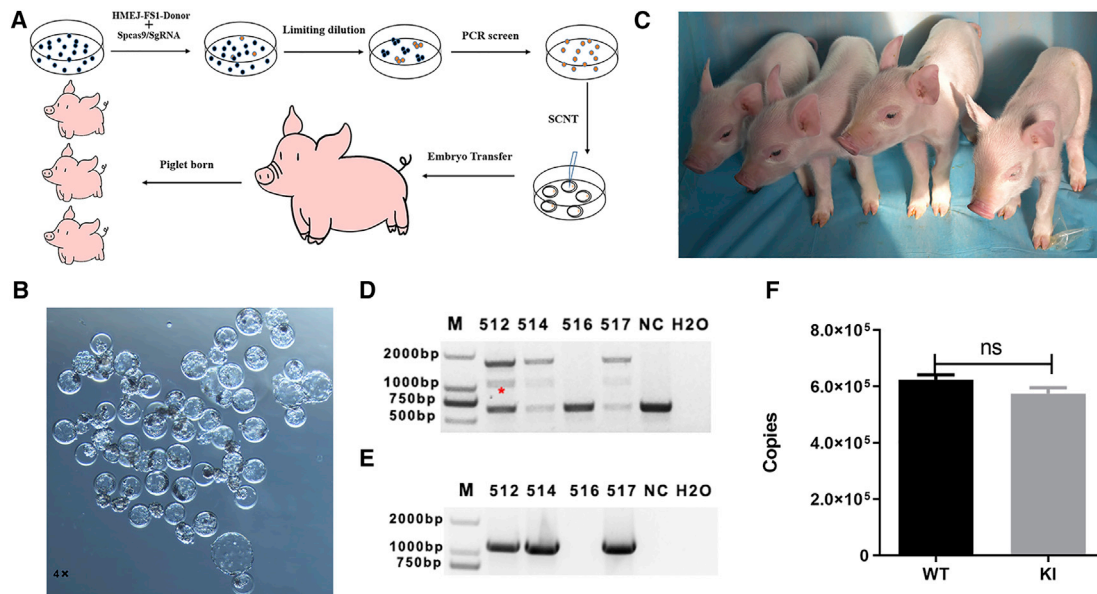 A
HMEJ-FS1-Donor
+
Spcas9/SgRNA
Limiting dilution
PCR screen
SCNT
Embryo Transfer
Piglet born
B
4×
C
D
M 512 514 516 517 NC H2O
2000bp
1000bp
750bp
500bp
*
E
M 512 514 516 517 NC H2O
2000bp
1000bp
750bp
F
8.0×10⁵
6.0×10⁵
4.0×10⁵
2.0×10⁵
0
Copies
ns
WT KI